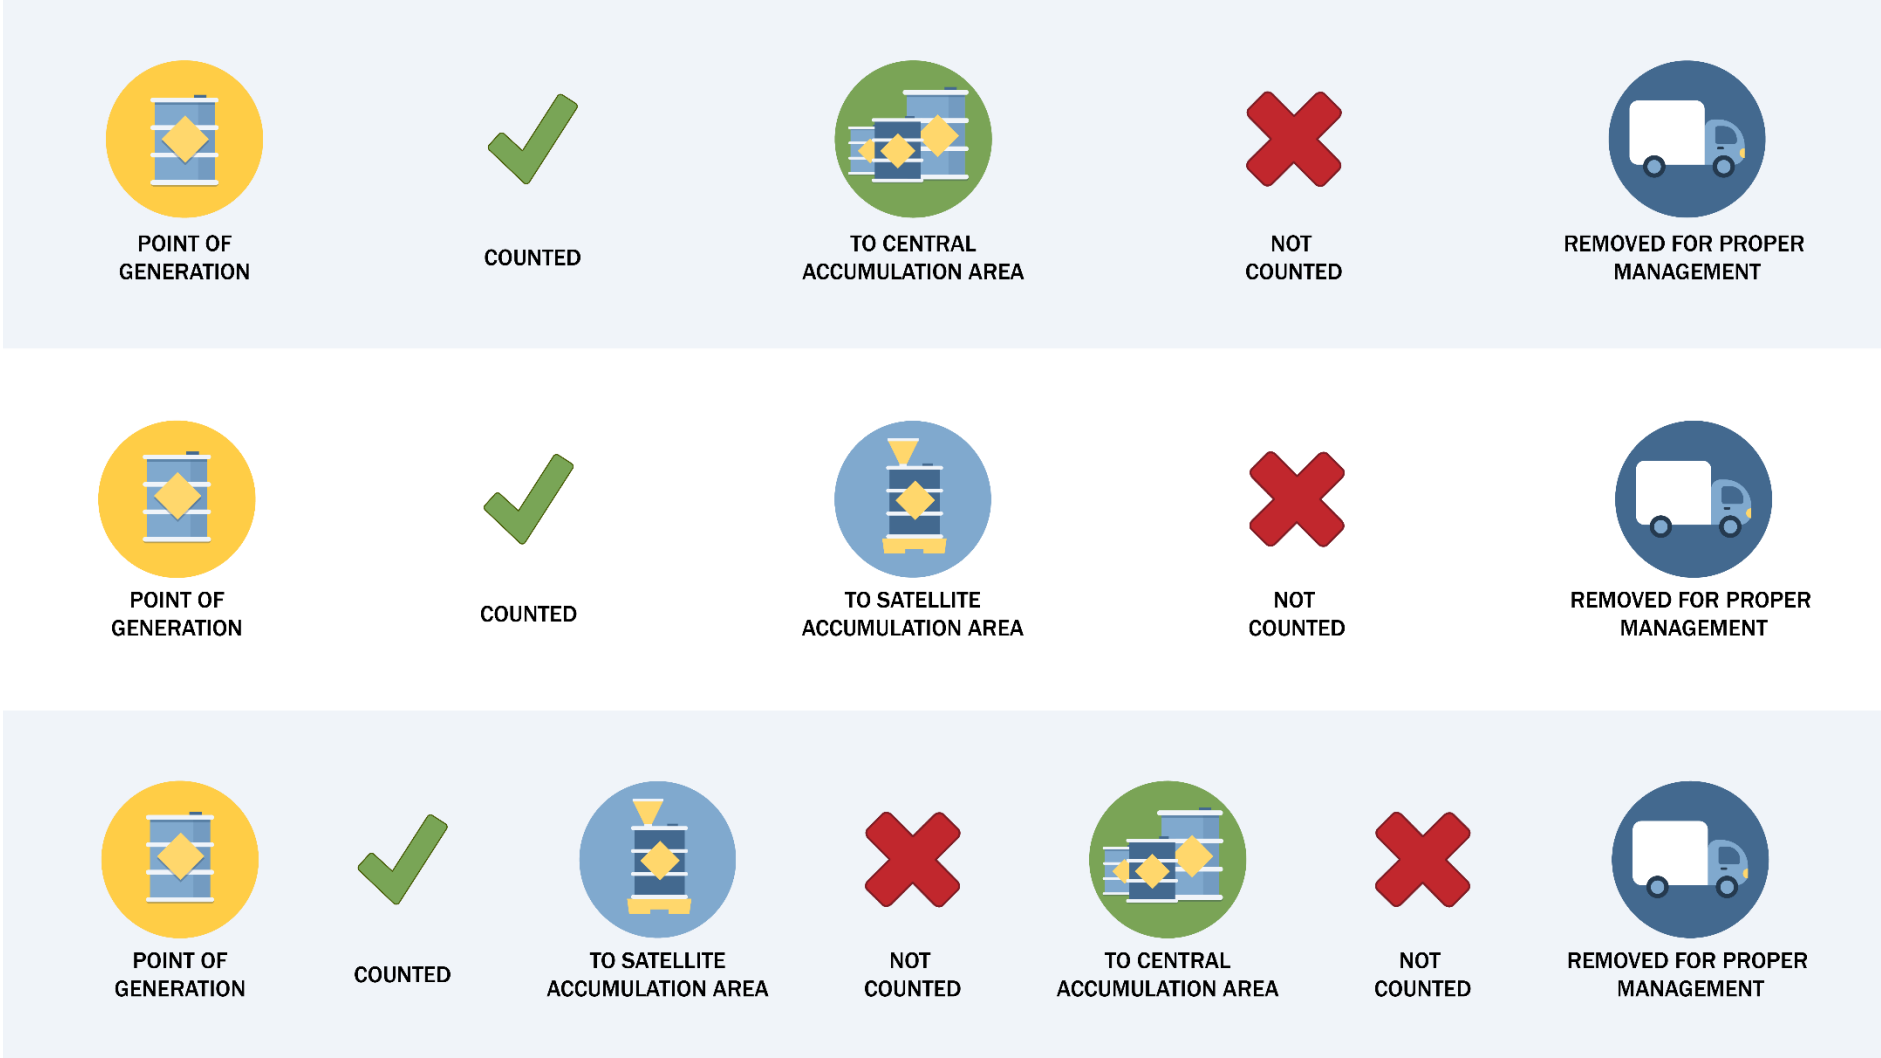 POINT OF
GENERATION
COUNTED
TO CENTRAL
ACCUMULATION AREA
NOT
COUNTED
REMOVED FOR PROPER
MANAGEMENT
POINT OF
GENERATION
COUNTED
TO SATELLITE
ACCUMULATION AREA
NOT
COUNTED
REMOVED FOR PROPER
MANAGEMENT
POINT OF
GENERATION
COUNTED
TO SATELLITE
ACCUMULATION AREA
NOT
COUNTED
TO CENTRAL
ACCUMULATION AREA
NOT
COUNTED
REMOVED FOR PROPER
MANAGEMENT